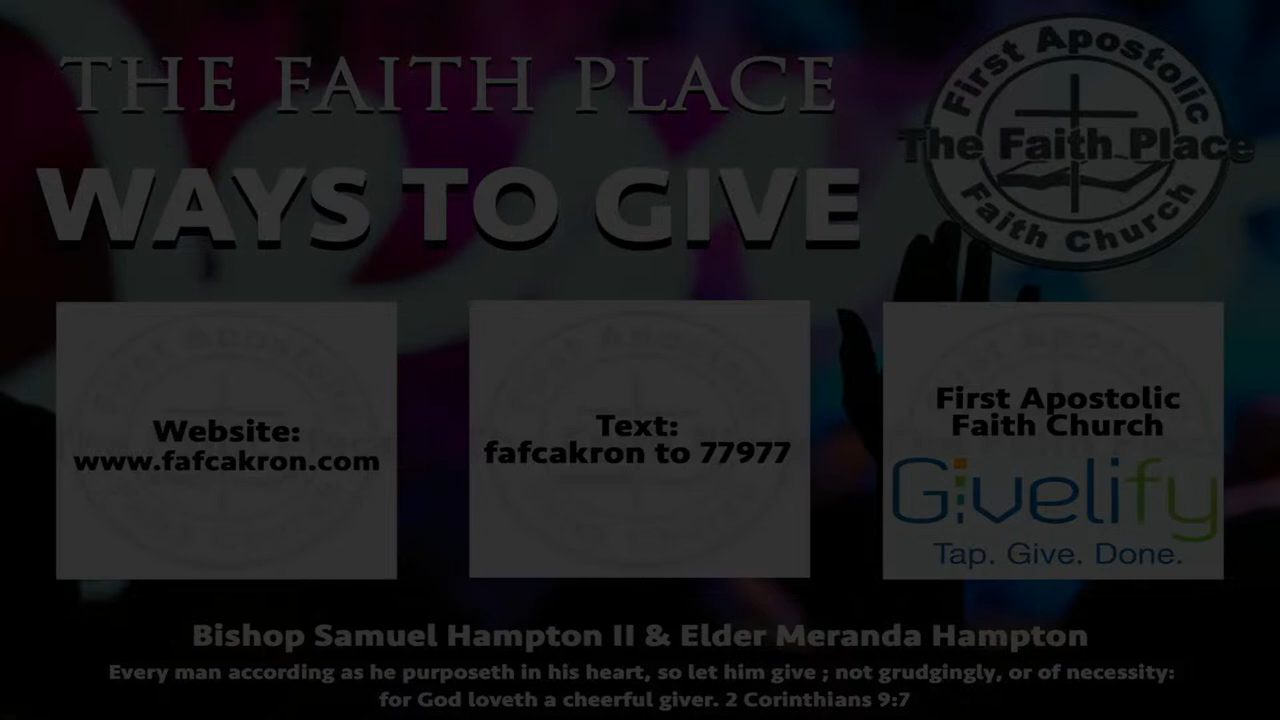 THE FAITH PLACE
WAYS TO GIVE
First Apostolic
The Faith Place
Faith Church
Website:
www.fafcakron.com
Text:
fafcakron to 77977
First Apostolic
Faith Church
Givelify
Tap. Give. Done.
Bishop Samuel Hampton II & Elder Meranda Hampton
Every man according as he purposeth in his heart, so let him give ; not grudgingly, or of necessity:
for God loveth a cheerful giver. 2 Corinthians 9:7